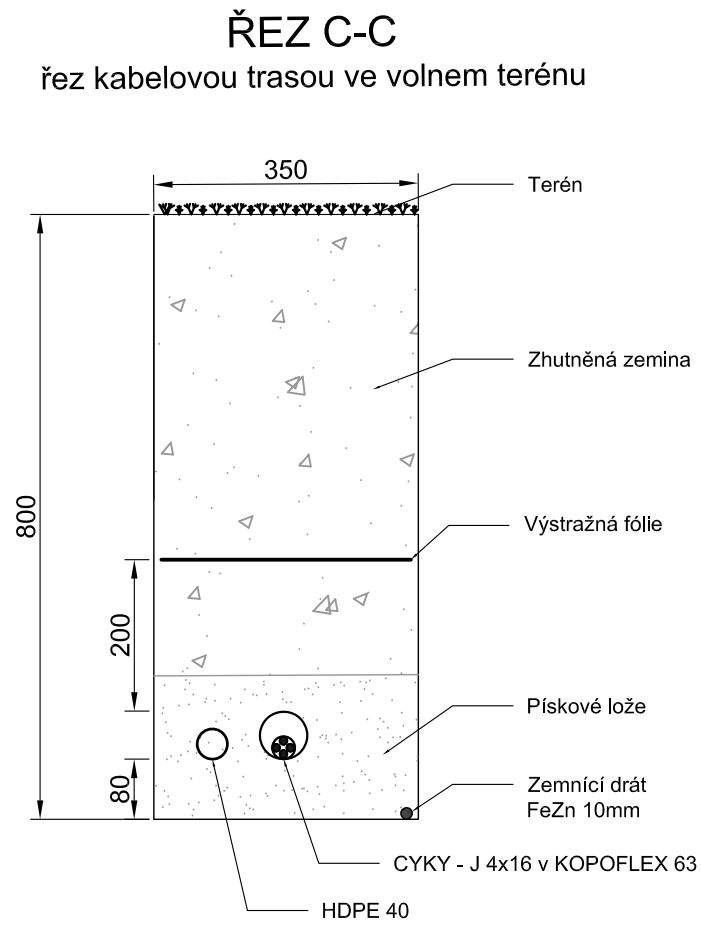 ŘEZ C-C
řez kabelovou trasou ve volnem terénu
350
Terén
Zhutněná zemina
800
Výstražná fólie
200
Pískové lože
80
Zemnící drát
FeZn 10mm
CYKY - J 4x16 v KOPOFLEX 63
HDPE 40